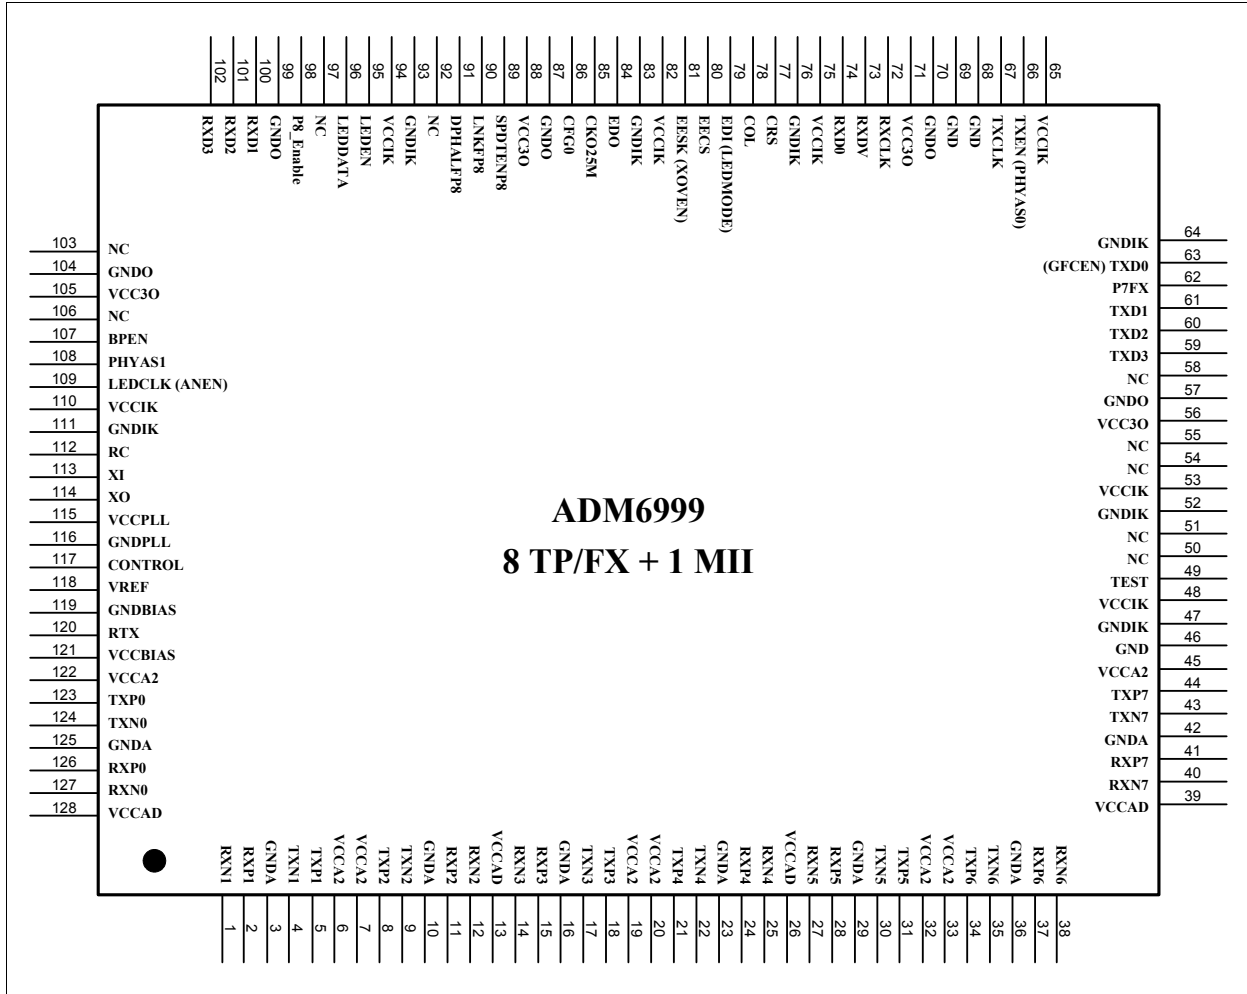 102
101
100
99
98
97
96
95
94
93
92
91
90
89
88
87
86
85
84
83
82
81
80
79
78
77
76
75
74
73
72
71
70
69
68
67
66
65
RXD3
RXD2
RXD1
GNDO
P8_Enable
NC
LEDDATA
LEDEN
VCCIK
GNDIK
NC
DPHALFP8
LNKFP8
SPDTENP8
VCC3O
GNDO
CFG0
CKO25M
EDO
GNDIK
VCCIK
EESK (XOVEN)
EECS
EDI (LEDMODE)
COL
CRS
GNDIK
VCCIK
RXD0
RXDV
RXCLK
VCC3O
GNDO
GND
GND
TXCLK
TXEN (PHYAS0)
VCCIK
103 NC
104 GNDO
105 VCC3O
106 NC
107 BPEN
108 PHYAS1
109 LEDCLK (ANEN)
110 VCCIK
111 GNDIK
112 RC
113 XI
114 XO
115 VCCPLL
116 GNDPLL
117 CONTROL
118 VREF
119 GNDBIAS
120 RTX
121 VCCBIAS
122 VCCA2
123 TXP0
124 TXN0
125 GNDA
126 RXP0
127 RXN0
128 VCCAD
ADM6999
8 TP/FX + 1 MII
GNDIK 64
(GFCEN) TXD0 63
P7FX 62
TXD1 61
TXD2 60
TXD3 59
NC 58
GNDO 57
VCC3O 56
NC 55
NC 54
VCCIK 53
GNDIK 52
NC 51
NC 50
TEST 49
VCCIK 48
GNDIK 47
GND 46
VCCA2 45
TXP7 44
TXN7 43
GNDA 42
RXP7 41
RXN7 40
VCCAD 39
RXN1
RXP1
GNDA
TXN1
TXP1
VCCA2
VCCA2
TXP2
TXN2
GNDA
RXP2
RXN2
VCCAD
RXN3
RXP3
GNDA
TXN3
TXP3
VCCA2
VCCA2
TXP4
TXN4
GNDA
RXP4
RXN4
VCCAD
RXN5
RXP5
GNDA
TXN5
TXP5
VCCA2
VCCA2
TXP6
TXN6
GNDA
RXP6
RXN6
1
2
3
4
5
6
7
8
9
10
11
12
13
14
15
16
17
18
19
20
21
22
23
24
25
26
27
28
29
30
31
32
33
34
35
36
37
38